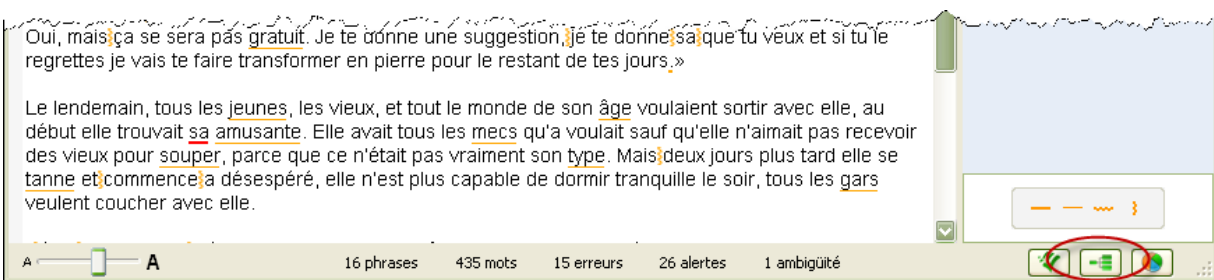 Oui, mais ça se sera pas gratuit. Je te donne une suggestion, je te donne sa que tu veux et si tu le
regrettes je vais te faire transformer en pierre pour le restant de tes jours.»
Le lendemain, tous les jeunes, les vieux, et tout le monde de son âge voulaient sortir avec elle, au
début elle trouvait sa amusante. Elle avait tous les mecs qu'a voulait sauf qu'elle n'aimait pas recevoir
des vieux pour souper, parce que ce n'était pas vraiment son type. Mais deux jours plus tard elle se
tanne et commence a désespéré, elle n'est plus capable de dormir tranquille le soir, tous les gars
veulent coucher avec elle.
A A 16 phrases 435 mots 15 erreurs 26 alertes 1 ambigüité